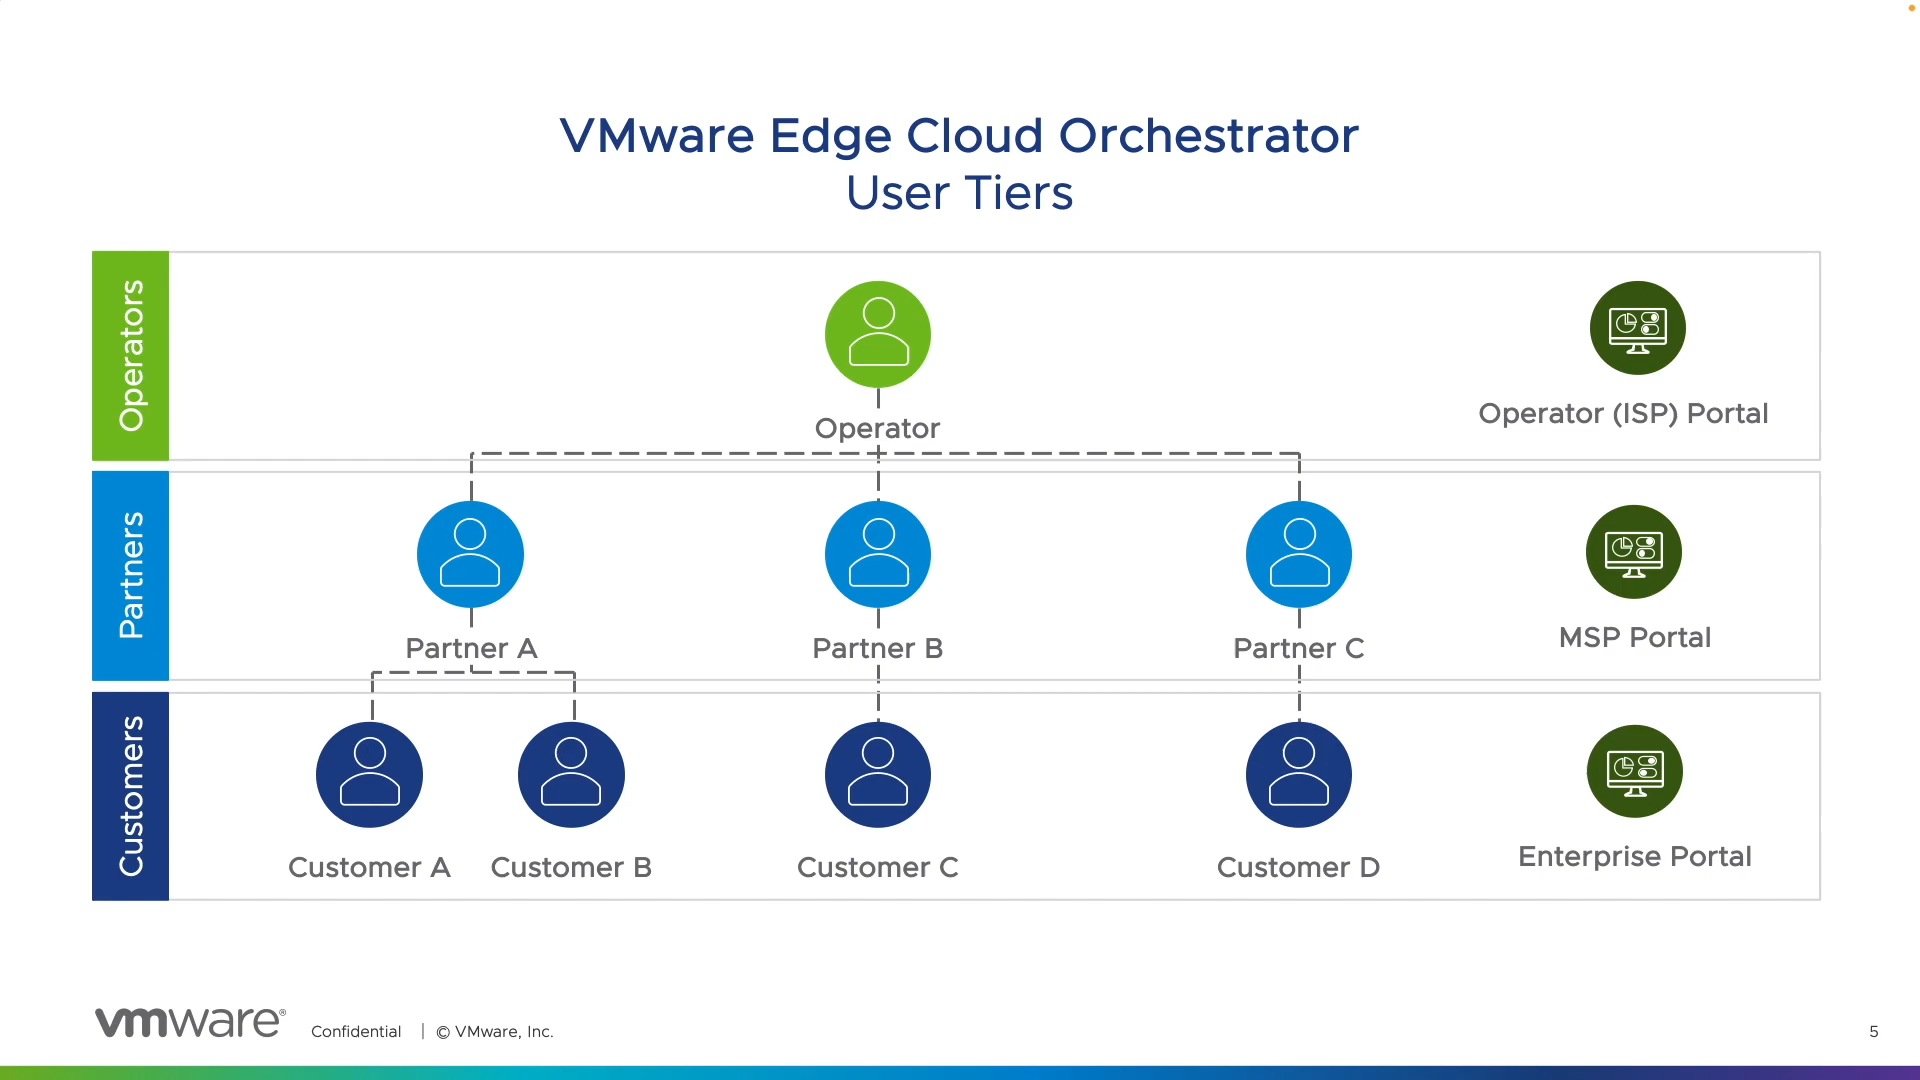 VMware Edge Cloud Orchestrator
User Tiers
Operators
Operator
Operator (ISP) Portal
Partners
Partner A
Partner B
Partner C
MSP Portal
Customers
Customer A
Customer B
Customer C
Customer D
Enterprise Portal
vmware®
Confidential | © VMware, Inc.
5